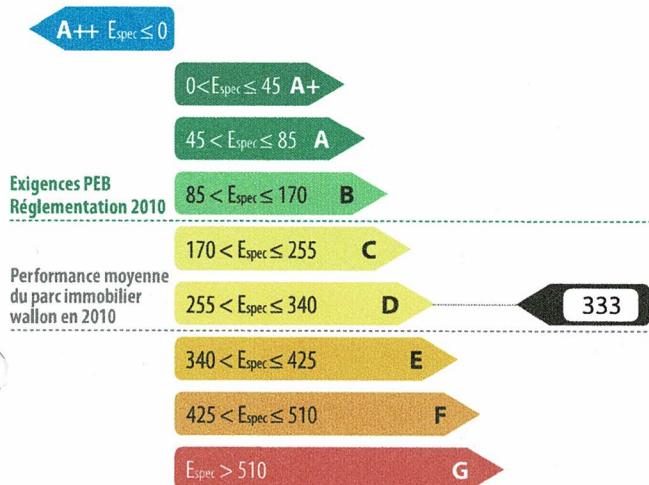 A++ Espec ≤ 0
0<Espec ≤ 45 A+
45 < Espec ≤ 85 A
Exigences PEB
Réglementation 2010
85 < Espec ≤ 170 B
170 < Espec ≤ 255 C
Performance moyenne
du parc immobilier
wallon en 2010
255 < Espec ≤ 340 D
333
340 < Espec ≤ 425 E
425 < Espec ≤ 510 F
Espec > 510 G